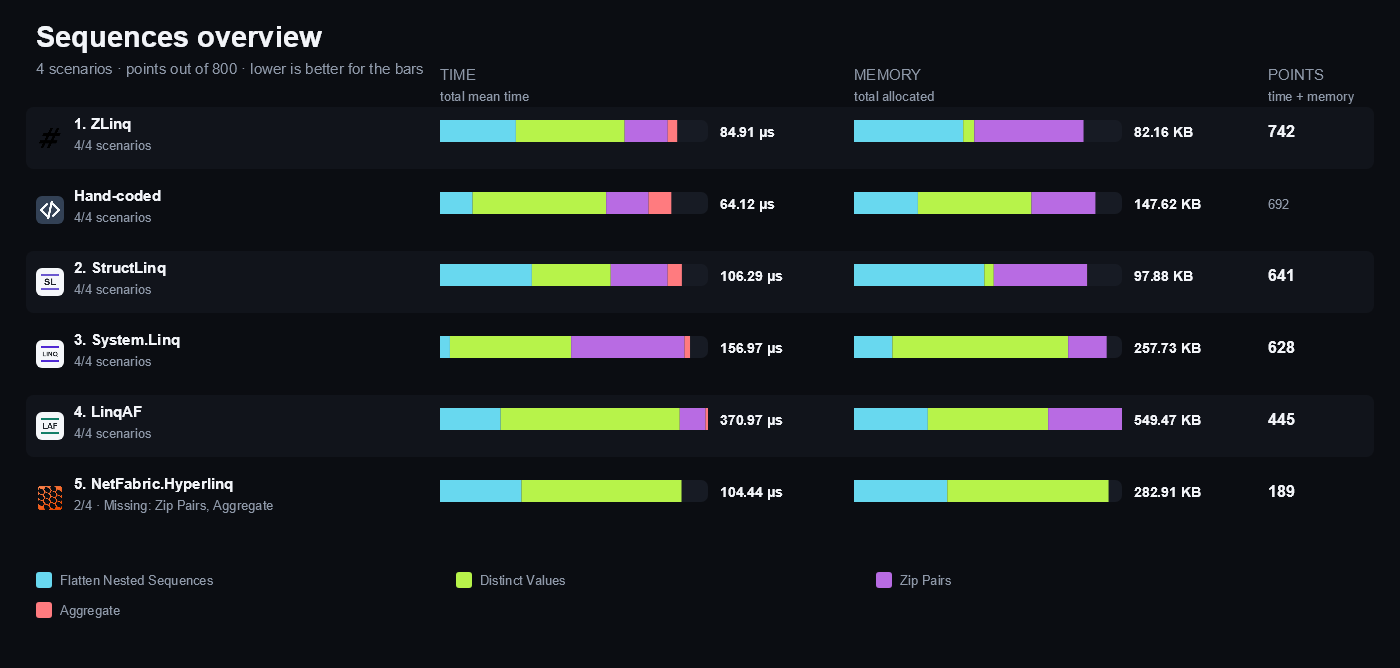 Sequences overview
4 scenarios · points out of 800 · lower is better for the bars
TIME
total mean time
MEMORY
total allocated
POINTS
time + memory
#
1. ZLinq
4/4 scenarios
84.91 µs
82.16 KB
742
</>
Hand-coded
4/4 scenarios
64.12 µs
147.62 KB
692
SL
2. StructLinq
4/4 scenarios
106.29 µs
97.88 KB
641
LINQ
3. System.Linq
4/4 scenarios
156.97 µs
257.73 KB
628
LAF
4. LinqAF
4/4 scenarios
370.97 µs
549.47 KB
445
5. NetFabric.Hyperlinq
2/4 · Missing: Zip Pairs, Aggregate
104.44 µs
282.91 KB
189
Flatten Nested Sequences
Distinct Values
Zip Pairs
Aggregate